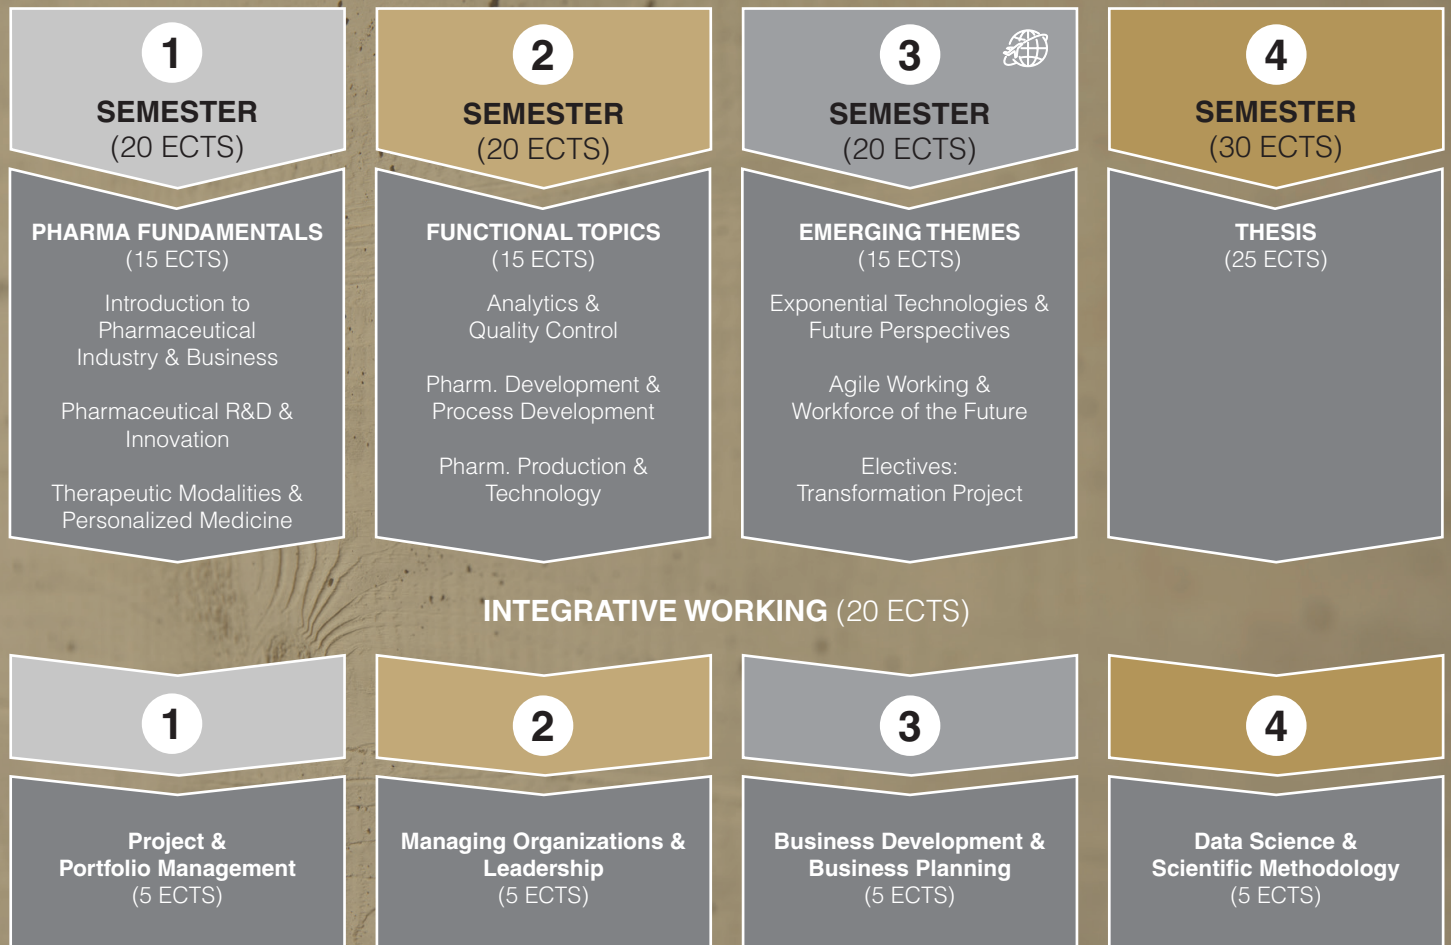 1
SEMESTER
(20 ECTS)
PHARMA FUNDAMENTALS
(15 ECTS)
Introduction to
Pharmaceutical
Industry & Business
Pharmaceutical R&D &
Innovation
Therapeutic Modalities &
Personalized Medicine
2
SEMESTER
(20 ECTS)
FUNCTIONAL TOPICS
(15 ECTS)
Analytics &
Quality Control
Pharm. Development &
Process Development
Pharm. Production &
Technology
3
SEMESTER
(20 ECTS)
EMERGING THEMES
(15 ECTS)
Exponential Technologies &
Future Perspectives
Agile Working &
Workforce of the Future
Electives:
Transformation Project
4
SEMESTER
(30 ECTS)
THESIS
(25 ECTS)
INTEGRATIVE WORKING (20 ECTS)
1
Project &
Portfolio Management
(5 ECTS)
2
Managing Organizations &
Leadership
(5 ECTS)
3
Business Development &
Business Planning
(5 ECTS)
4
Data Science &
Scientific Methodology
(5 ECTS)